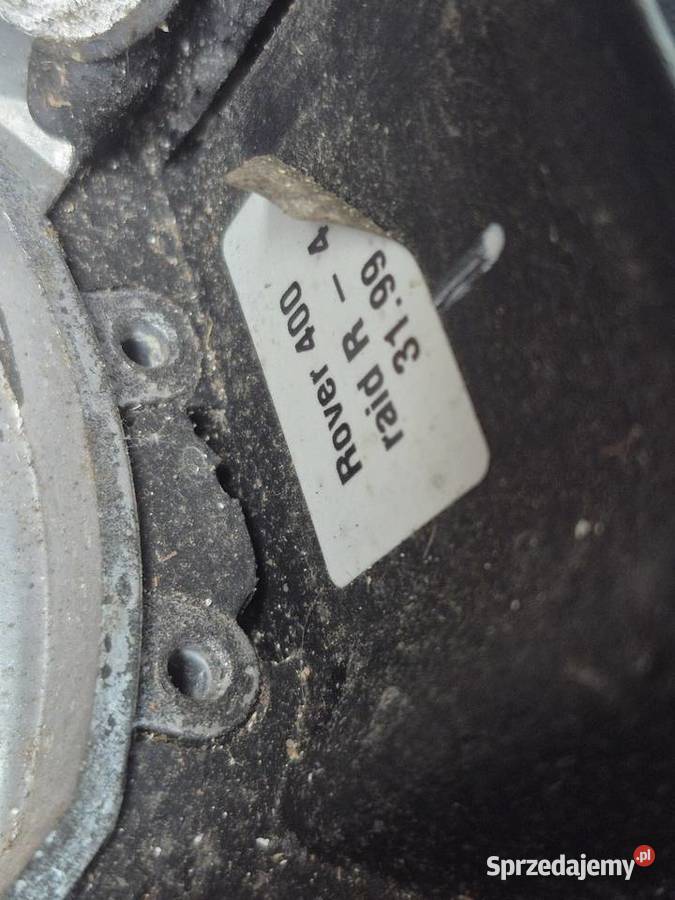 Rover 400
raid R - 4
31.99
Sprzedajemy.pl